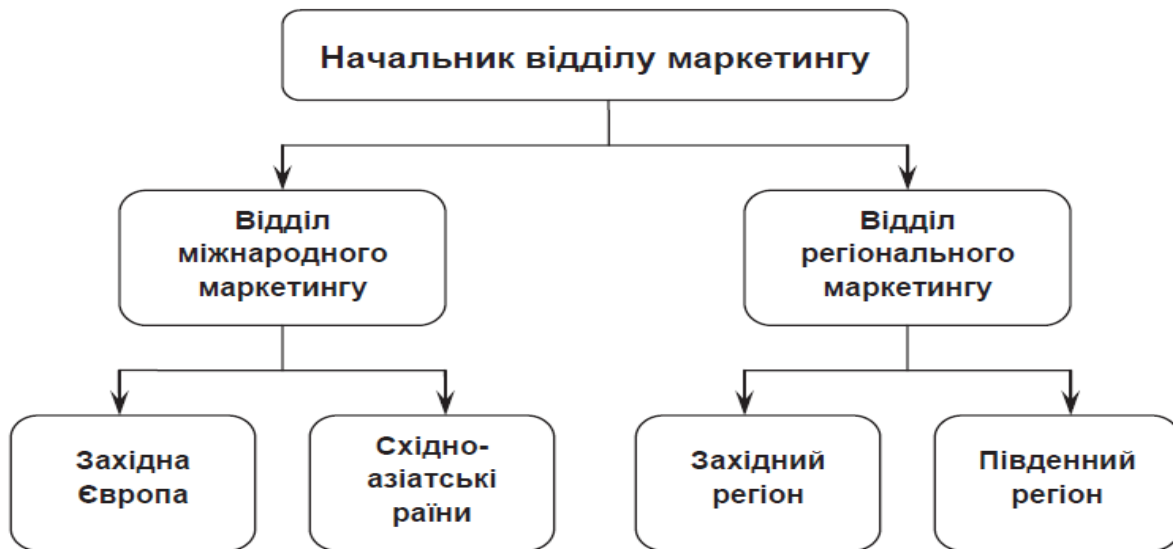 Начальник відділу маркетингу
Відділ
міжнародного
маркетингу
Відділ
регіонального
маркетингу
Західна
Європа
Східно-
азіатські
раїни
Західний
регіон
Південний
регіон